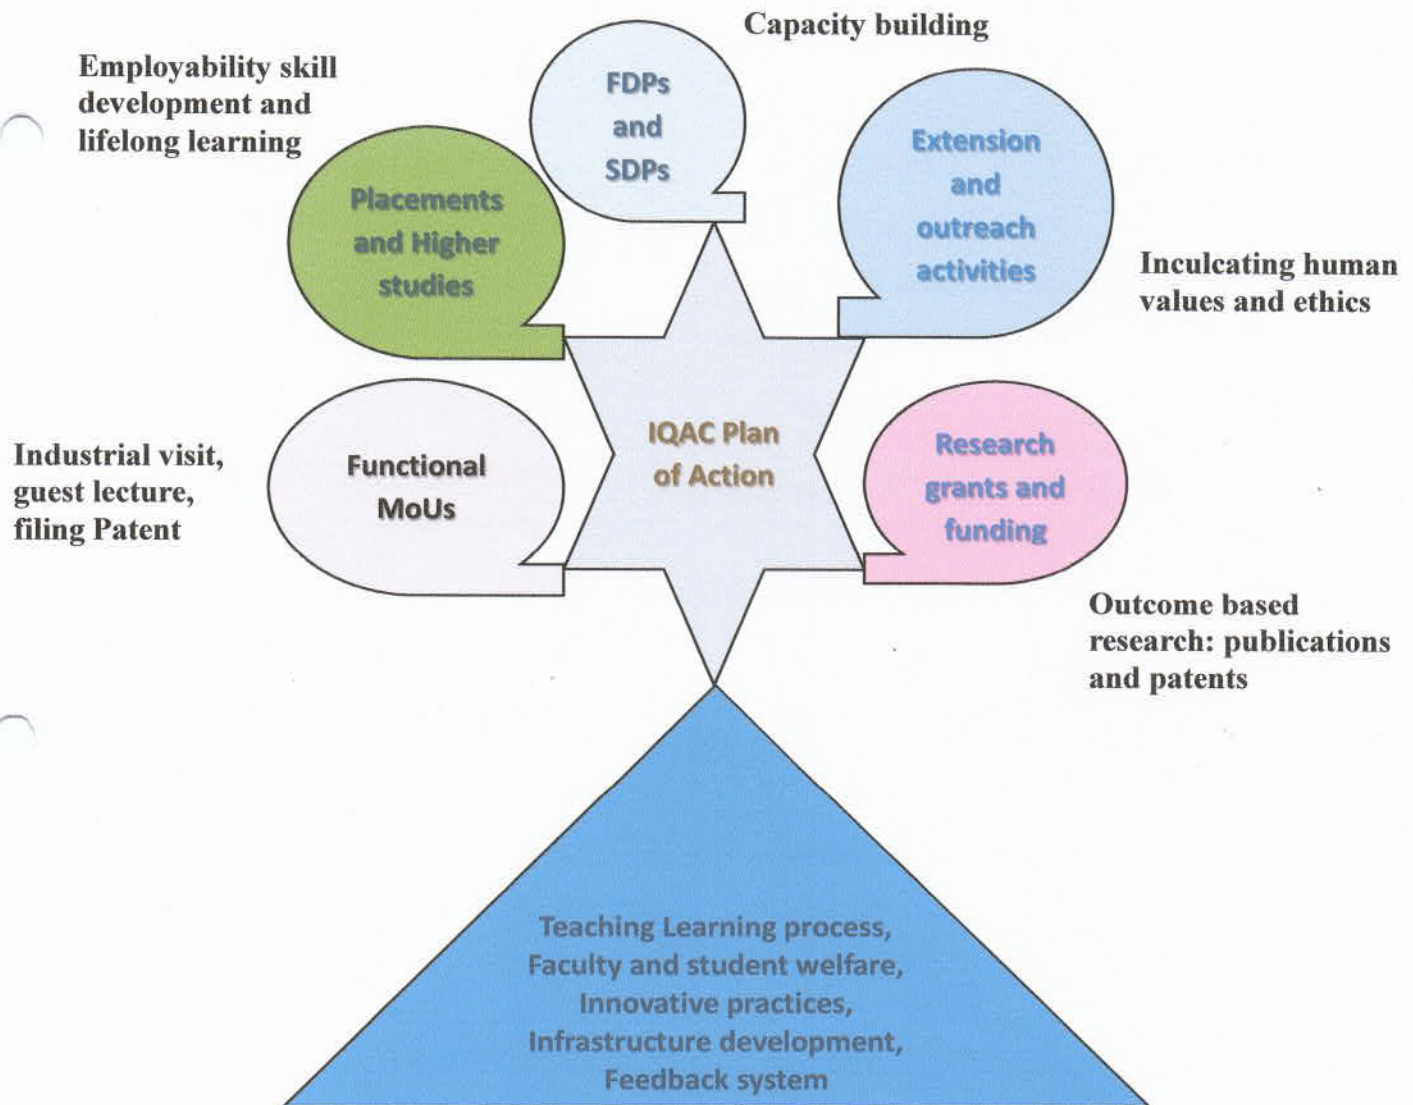 Capacity building
Employability skill
development and
lifelong learning
FDPs
and
SDPs
Extension
and
outreach
activities
Placements
and Higher
studies
Inculcating human
values and ethics
IQAC Plan
of Action
Industrial visit,
guest lecture,
filing Patent
Functional
MoUs
Research
grants and
funding
Outcome based
research: publications
and patents
Teaching Learning process,
Faculty and student welfare,
Innovative practices,
Infrastructure development,
Feedback system